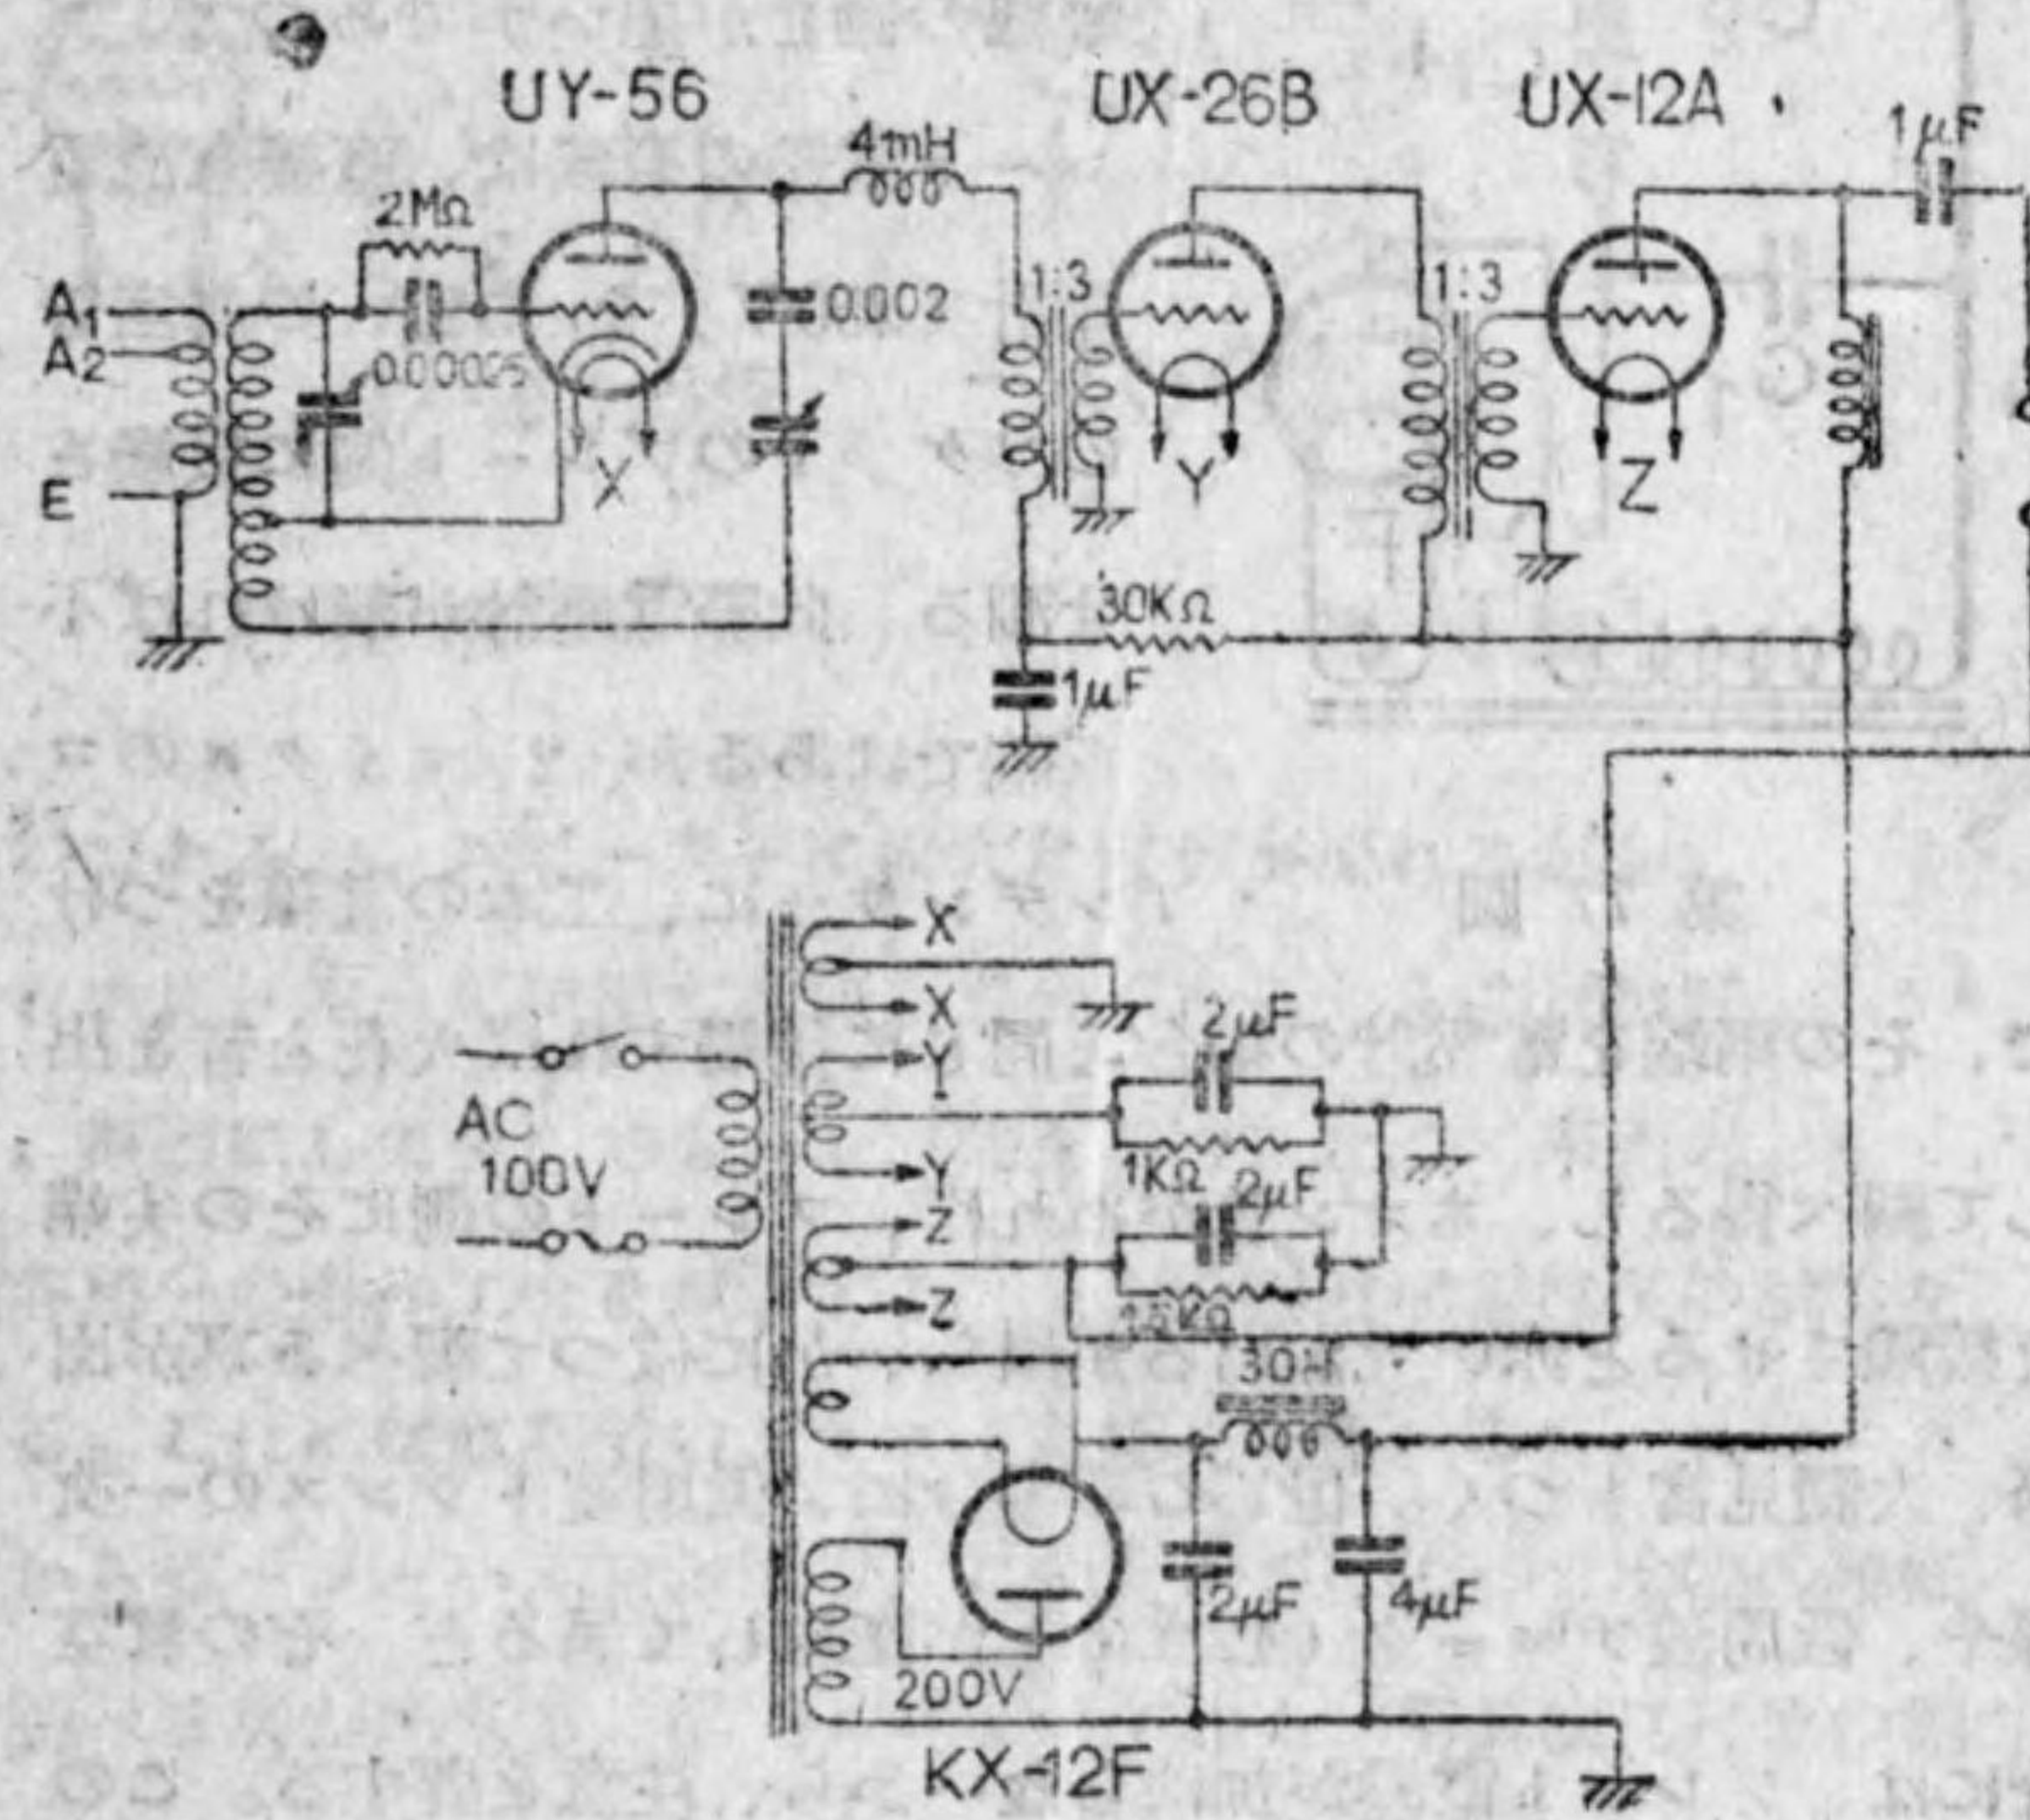 UY-56
UX-26B
UX-12A
4mH
1µF
2MΩ
A1
A2
E
0.00025
X
0.002
1:3
Y
1:3
Z
30KΩ
1µF
X
X
Y
Y
Z
Z
AC
100V
2µF
1KΩ
2µF
30H
200V
2µF
4µF
KX-12F